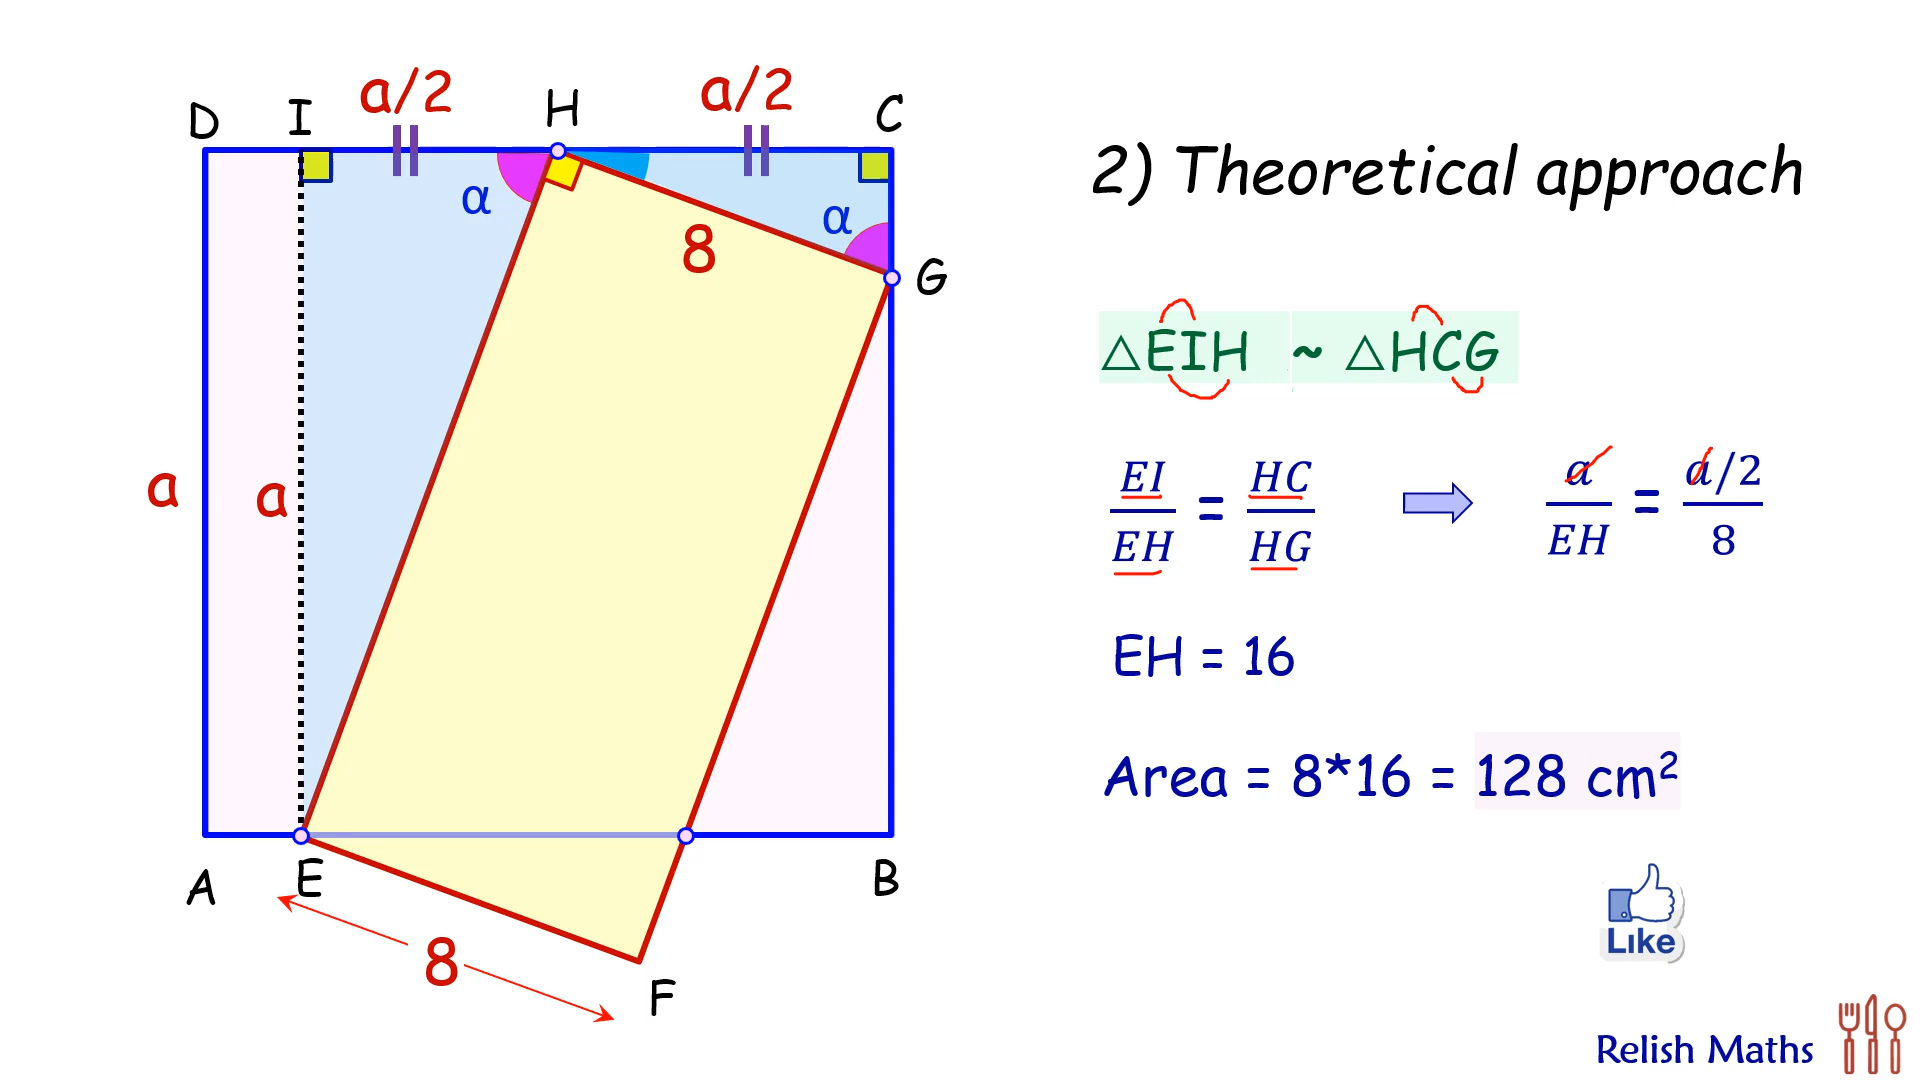 a/2 a/2
D I H C
α α
8
G
a a
A E B
8
F
2) Theoretical approach
△EIH ~ △HCG
EI/EH = HC/HG ⇨ a/EH = a/2/8
EH = 16
Area = 8*16 = 128 cm²
Like
Relish Maths